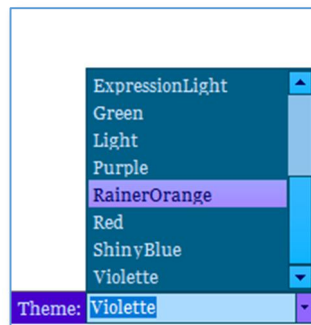 ExpressionLight
Green
Light
Purple
RainerOrange
Red
ShinyBlue
Violette
Theme: Violette